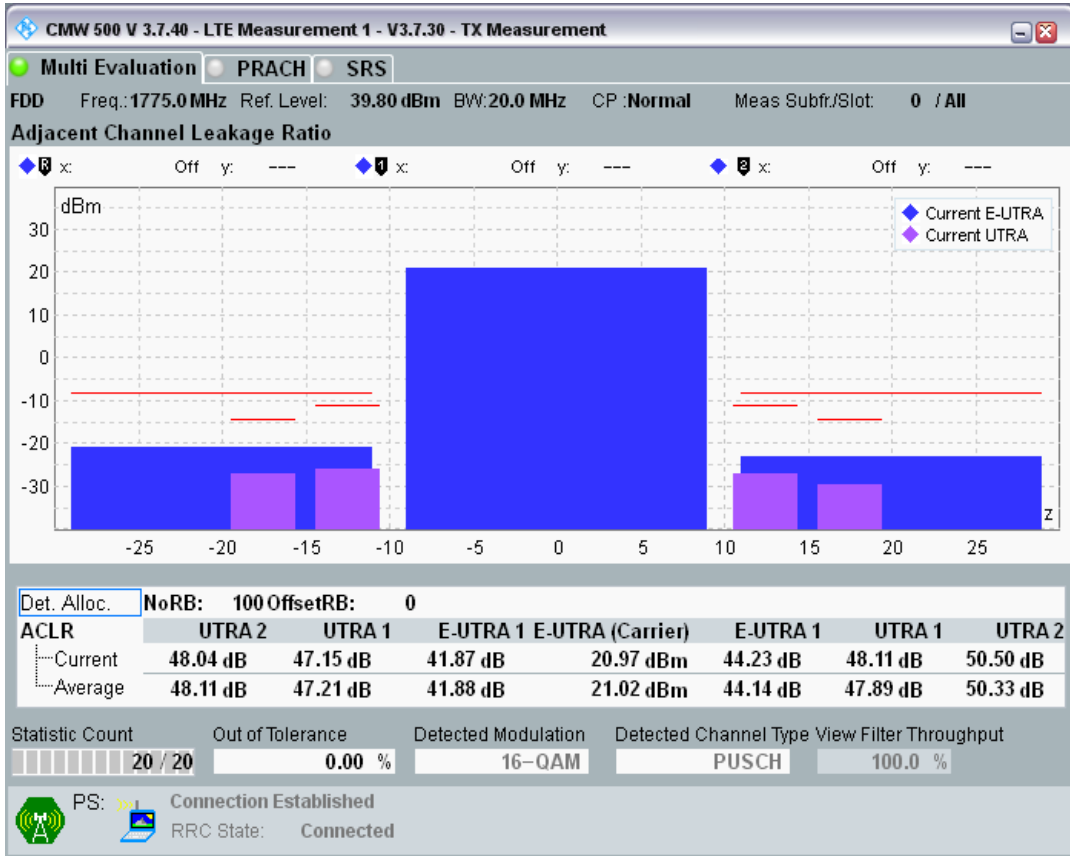 CMW 500 V 3.7.40 - LTE Measurement 1 - V3.7.30 - TX Measurement
Multi Evaluation PRACH SRS
FDD Freq.:1775.0 MHz Ref. Level: 39.80 dBm BW:20.0 MHz CP :Normal Meas Subfr./Slot: 0 / All
Adjacent Channel Leakage Ratio
R x: Off y: --- 1 x: Off y: --- 2 x: Off y: ---
dBm
Current E-UTRA
Current UTRA
30
20
10
0
-10
-20
-30
z
-25 -20 -15 -10 -5 0 5 10 15 20 25
Det. Alloc. NoRB: 100 OffsetRB: 0
ACLR UTRA 2 UTRA 1 E-UTRA 1 E-UTRA (Carrier) E-UTRA 1 UTRA 1 UTRA 2
Current 48.04 dB 47.15 dB 41.87 dB 20.97 dBm 44.23 dB 48.11 dB 50.50 dB
Average 48.11 dB 47.21 dB 41.88 dB 21.02 dBm 44.14 dB 47.89 dB 50.33 dB
Statistic Count Out of Tolerance Detected Modulation Detected Channel Type View Filter Throughput
20 / 20 0.00 % 16-QAM PUSCH 100.0 %
PS: Connection Established
RRC State: Connected